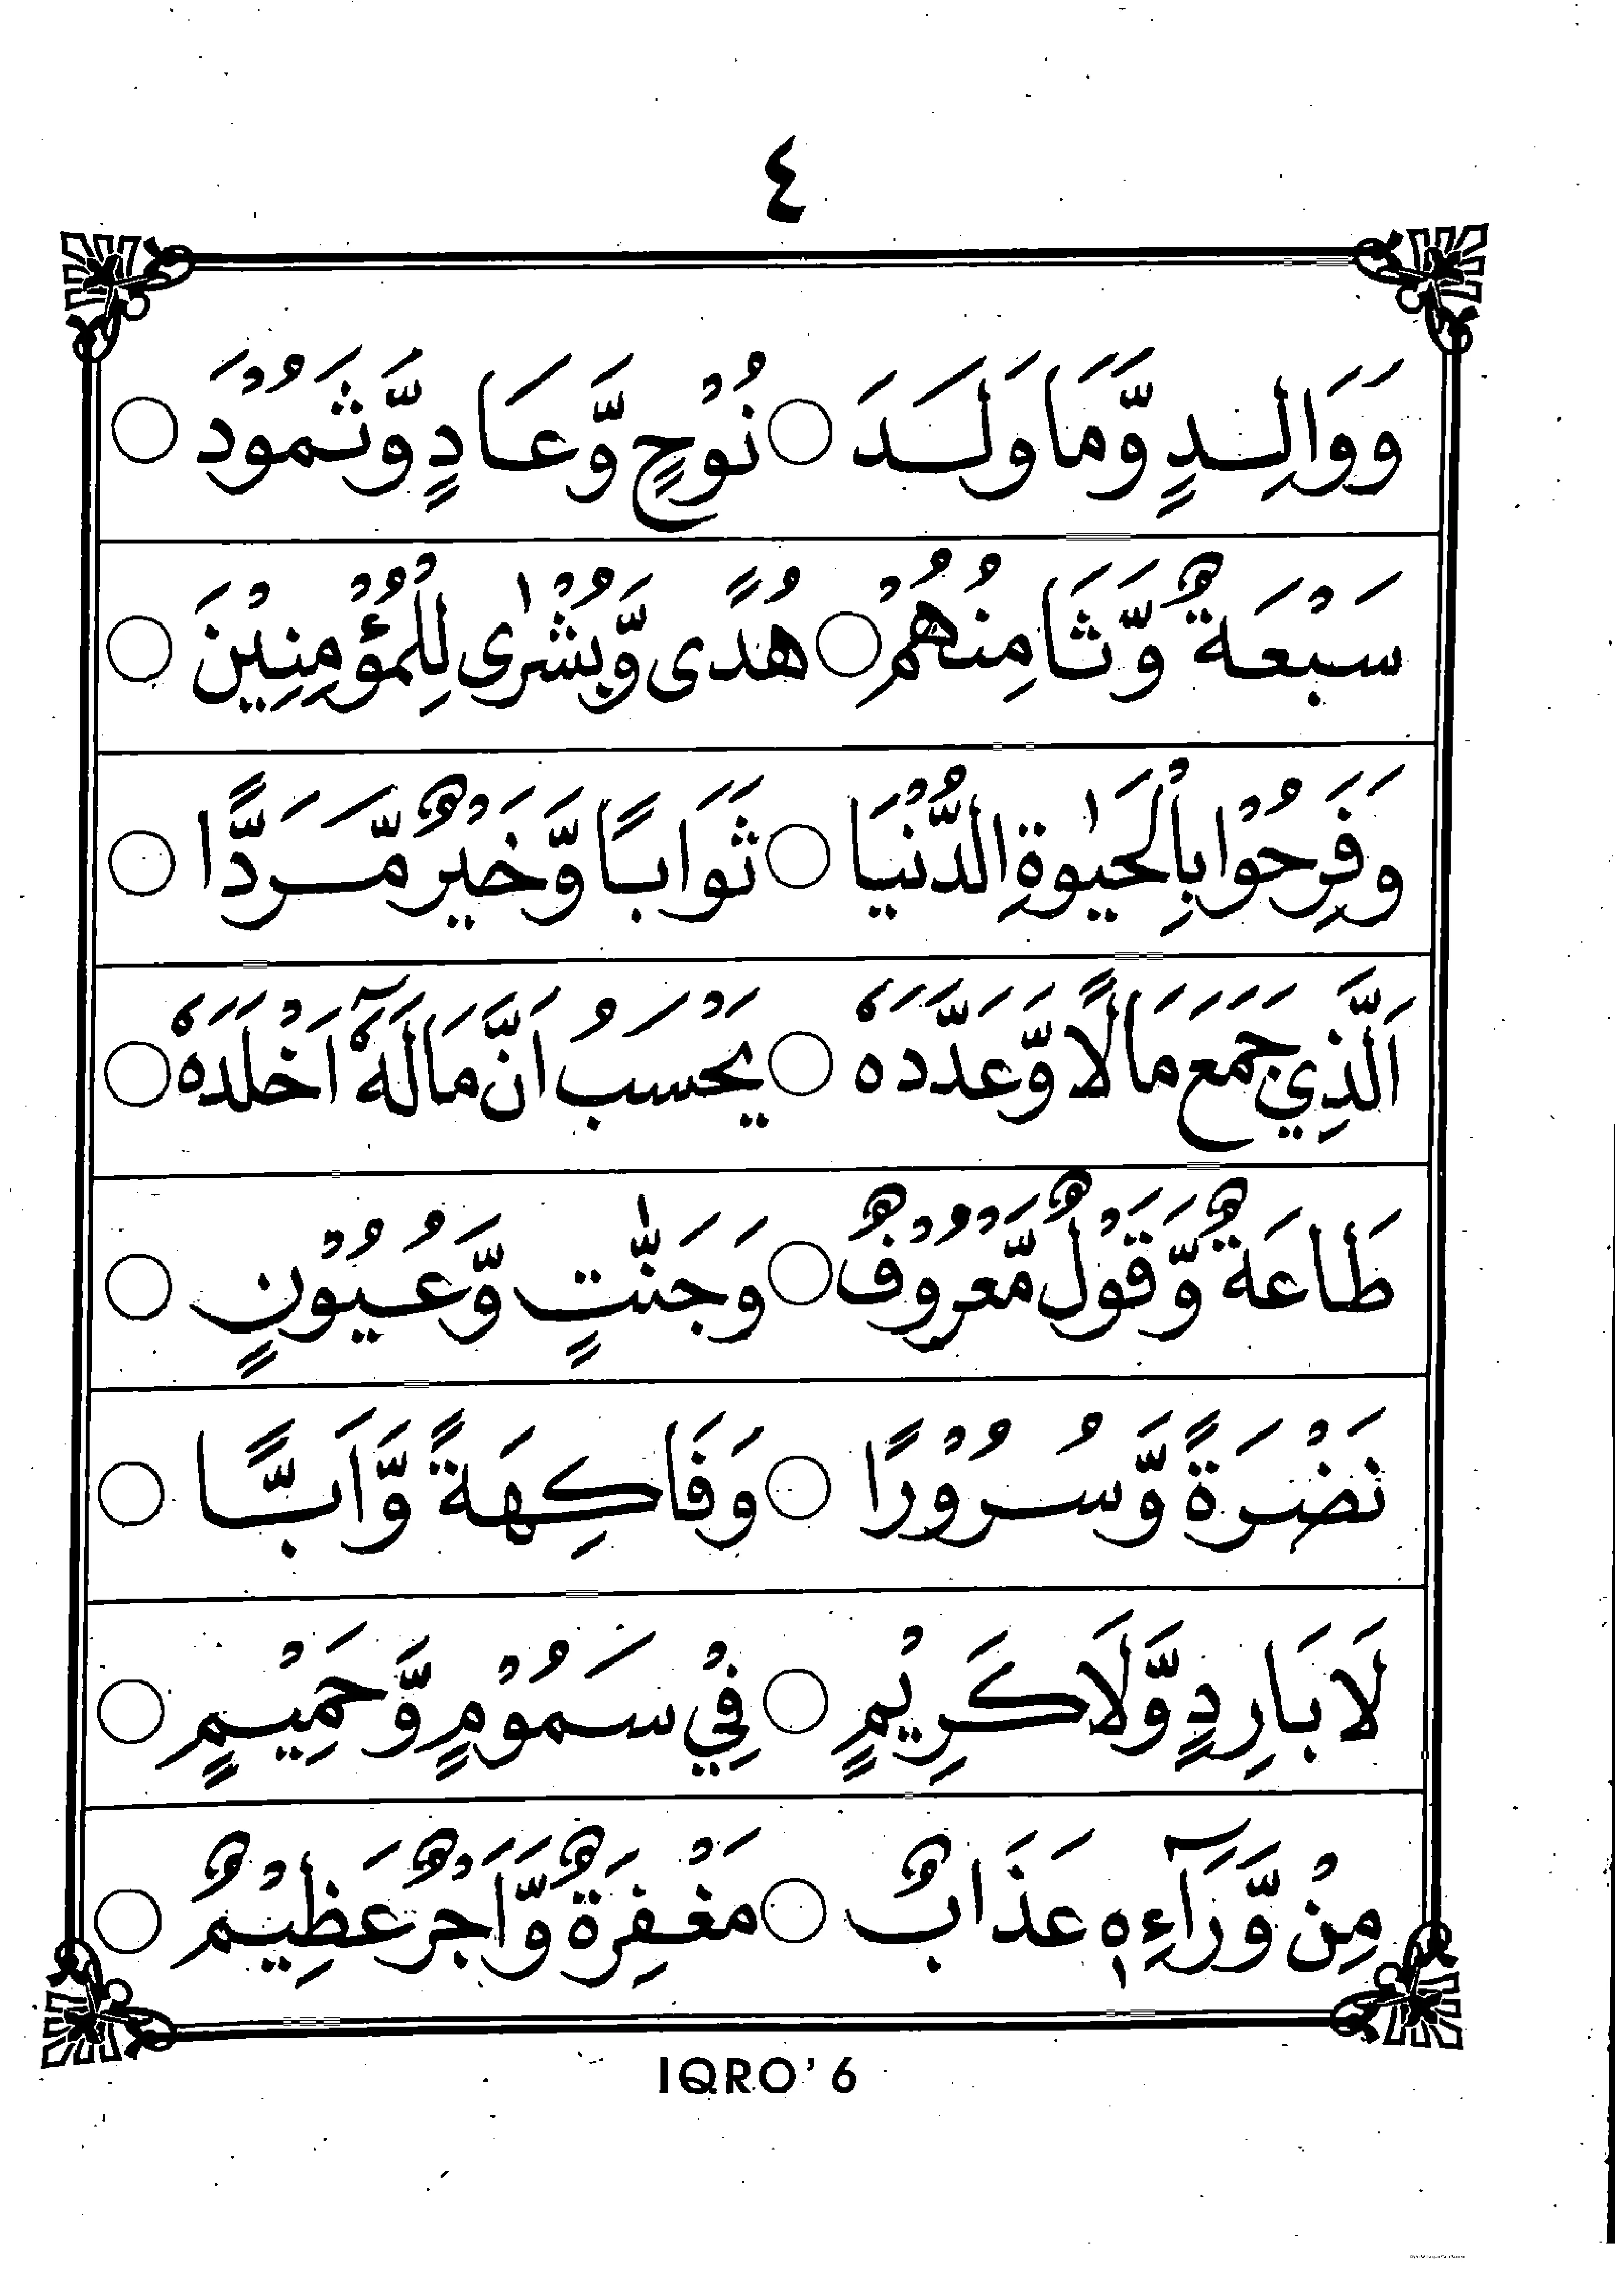 ٤
وَوَالِدٍ وَّمَا وَلَدَ ○ نُوْحٍ وَّعَادٍ وَّثَمُوْدَ ○
سَبْعَةٌ وَّثَامِنُهُمْ ○ هُدًى وَّبُشْرٰى لِلْمُؤْمِنِيْنَ ○
وَفَرِحُوْا بِالْحَيٰوةِ الدُّنْيَا ○ ثَوَابًا وَّخَيْرٌ مَّرَدًّا ○
اَلَّذِي جَمَعَ مَالًا وَّعَدَّدَهٗ ○ يَحْسَبُ اَنَّ مَالَهٗٓ اَخْلَدَهٗ ○
طَاعَةٌ وَّقَوْلٌ مَّعْرُوْفٌ ○ وَجَنّٰتٍ وَّعُيُوْنٍ ○
نَضْرَةً وَّسُرُوْرًا ○ وَفَاكِهَةً وَّاَبًّا ○
لَا بَارِدٍ وَّلَا كَرِيْمٍ ○ فِيْ سَمُوْمٍ وَّحَمِيْمٍ ○
مِنْ وَّرَآءِهٖ عَذَابٌ ○ مَغْفِرَةٌ وَّاَجْرٌ عَظِيْمٌ ○
IQRO' 6